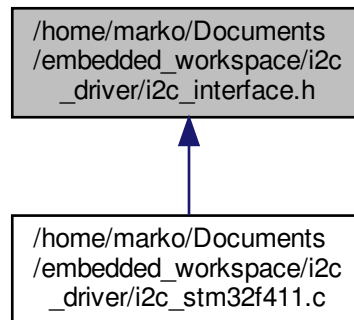 /home/marko/Documents
/embedded_workspace/i2c
_driver/i2c_interface.h
/home/marko/Documents
/embedded_workspace/i2c
_driver/i2c_stm32f411.c